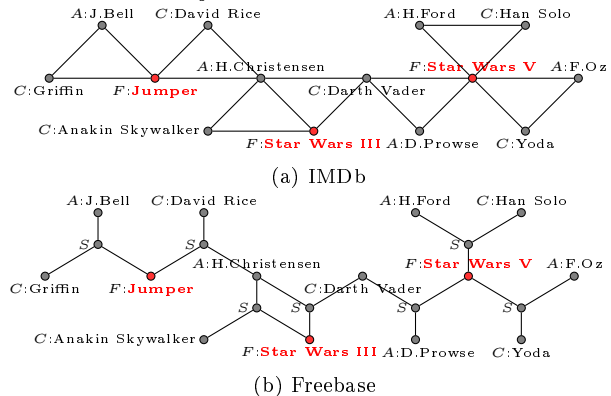 A:J.Bell C:David Rice A:H.Ford C:Han Solo
A:H.Christensen F:Star Wars V A:F.Oz
C:Griffin F:Jumper C:Darth Vader
C:Anakin Skywalker
F:Star Wars III A:D.Prowse C:Yoda
(a) IMDb
A:J.Bell C:David Rice A:H.Ford C:Han Solo
S S S
A:H.Christensen F:Star Wars V A:F.Oz
C:Griffin F:Jumper C:Darth Vader
S S S S
C:Anakin Skywalker
F:Star Wars III A:D.Prowse C:Yoda
(b) Freebase